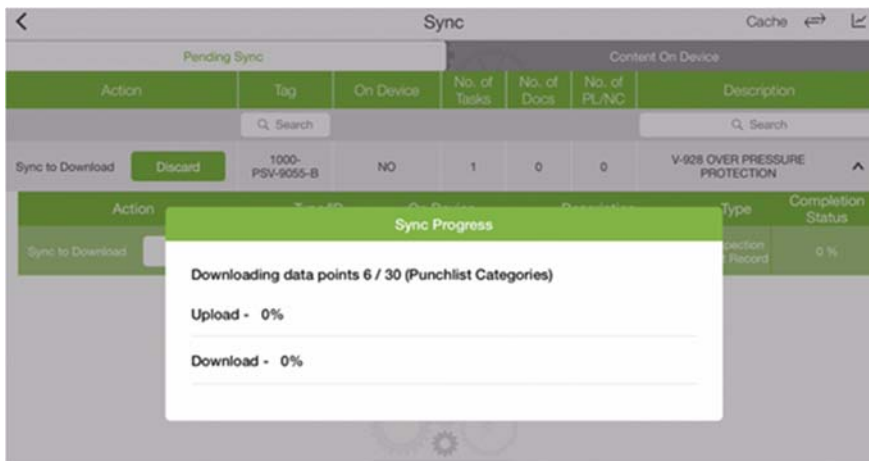 Sync
Cache
Pending Sync
Content On Device
Action Tag On Device No. of Tasks No. of Docs No. of PL/NC Description
Search Search
Sync to Download Discard 1000-PSV-9055-B NO 1 0 0 V-928 OVER PRESSURE PROTECTION
Action Description Type Completion Status
Sync to Download Record 0 %
Sync Progress
Downloading data points 6 / 30 (Punchlist Categories)
Upload - 0%
Download - 0%